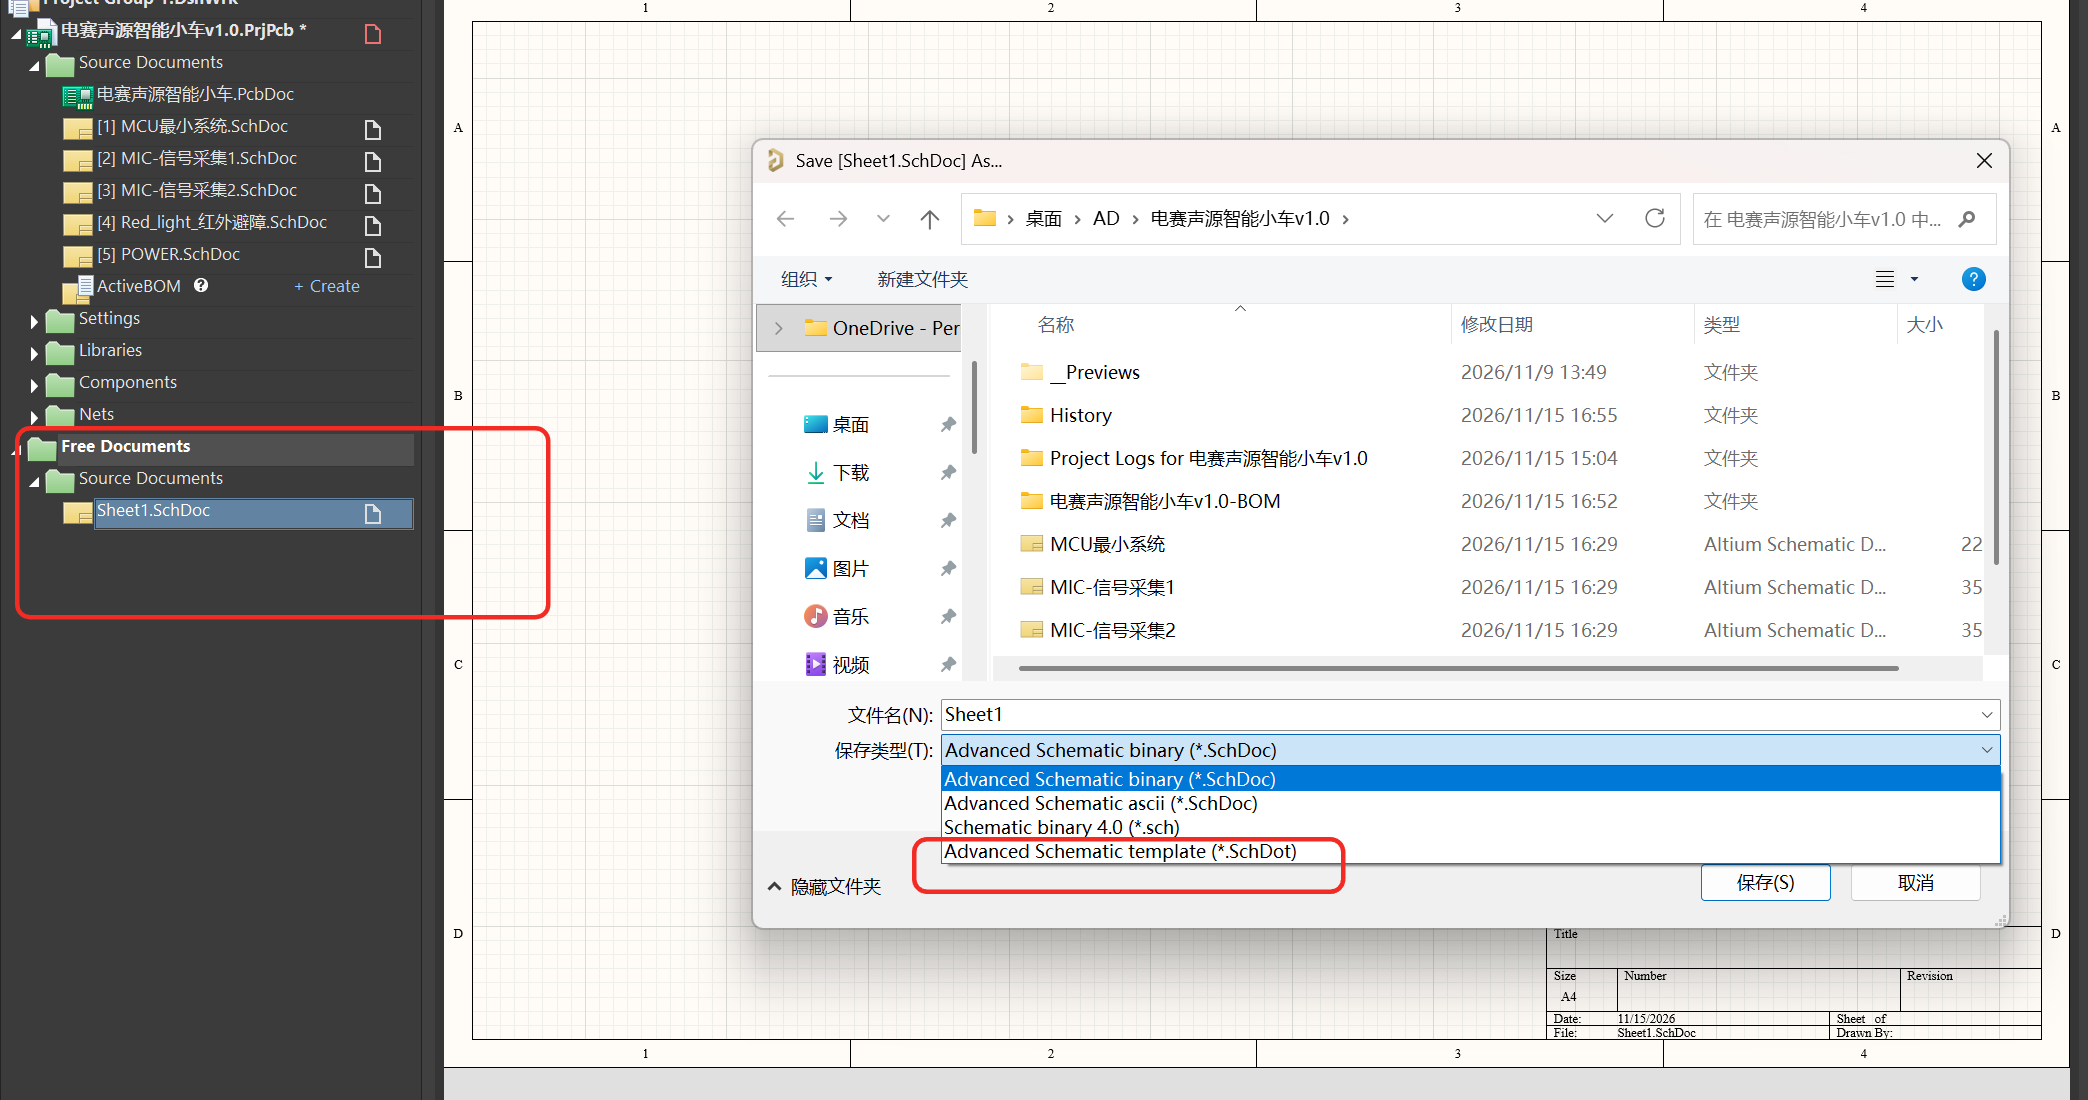 Project Group 1.DsnWrk
电赛声源智能小车v1.0.PrjPcb *
Source Documents
电赛声源智能小车.PcbDoc
[1] MCU最小系统.SchDoc
[2] MIC-信号采集1.SchDoc
[3] MIC-信号采集2.SchDoc
[4] Red_light_红外避障.SchDoc
[5] POWER.SchDoc
ActiveBOM ? + Create
Settings
Libraries
Components
Nets
Free Documents
Source Documents
Sheet1.SchDoc
1 2 3 4
A A
B B
C C
D D
Save [Sheet1.SchDoc] As...
桌面 › AD › 电赛声源智能小车v1.0 ›
在 电赛声源智能小车v1.0 中...
组织 新建文件夹
?
OneDrive - Per
桌面
下载
文档
图片
音乐
视频
名称 修改日期 类型 大小
__Previews 2026/11/9 13:49 文件夹
History 2026/11/15 16:55 文件夹
Project Logs for 电赛声源智能小车v1.0 2026/11/15 15:04 文件夹
电赛声源智能小车v1.0-BOM 2026/11/15 16:52 文件夹
MCU最小系统 2026/11/15 16:29 Altium Schematic D... 22
MIC-信号采集1 2026/11/15 16:29 Altium Schematic D... 35
MIC-信号采集2 2026/11/15 16:29 Altium Schematic D... 35
文件名(N): Sheet1
保存类型(T): Advanced Schematic binary (*.SchDoc)
Advanced Schematic binary (*.SchDoc)
Advanced Schematic ascii (*.SchDoc)
Schematic binary 4.0 (*.sch)
Advanced Schematic template (*.SchDot)
隐藏文件夹
保存(S) 取消
Title
Size Number Revision
A4
Date: 11/15/2026 Sheet of
File: Sheet1.SchDoc Drawn By:
1 2 3 4